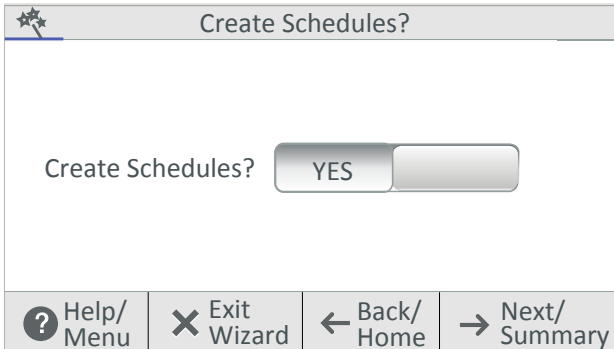 Create Schedules?
Create Schedules? YES
Help/ Exit Back/ Next/
Menu Wizard Home Summary